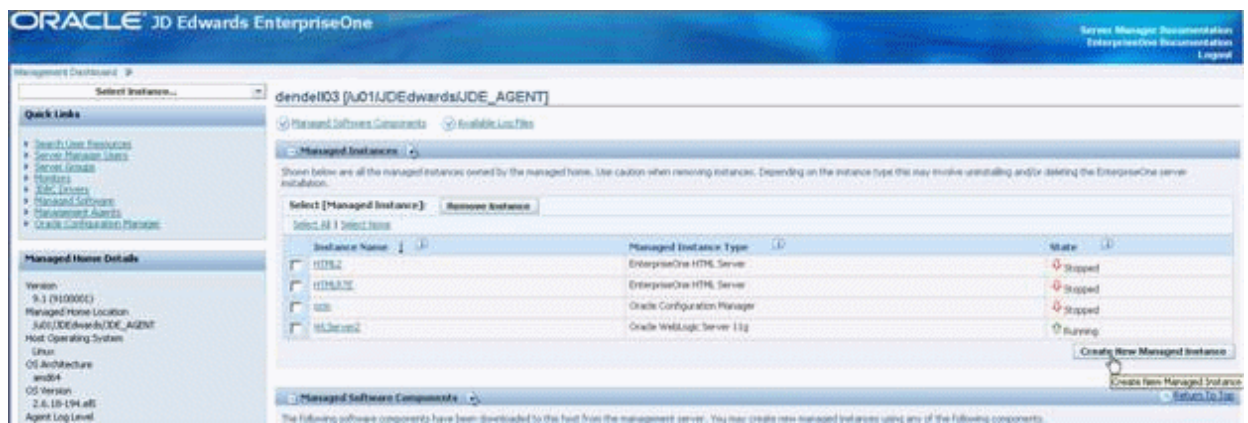 ORACLE JD Edwards EnterpriseOne
Server Manager Documentation
EnterpriseOne Documentation
Logout
Management Dashboard
Select Instance...
Quick Links
Search User Resources
Server Manager Users
Server Groups
Monitors
JDBC Drivers
Managed Software
Management Agents
Oracle Configuration Manager
Managed Home Details
Version
9.1 (9100001)
Managed Home Location
/u01/JDEdwards/JDE_AGENT
Host Operating System
Linux
OS Architecture
amd64
OS Version
2.6.18-194.el5
Agent Log Level
dendell03 [/u01/JDEdwards/JDE_AGENT]
Managed Software Components Available Log Files
Managed Instances
Shown below are all the managed instances owned by the managed home. Use caution when removing instances. Depending on the instance type this may involve uninstalling and/or deleting the EnterpriseOne server
installation.
Select [Managed Instance]: Remove Instance
Select All | Select None
Instance Name Managed Instance Type State
HTML2 EnterpriseOne HTML Server Stopped
EnterpriseOne HTML Server Stopped
ocm Oracle Configuration Manager Stopped
WLServer2 Oracle WebLogic Server 11g Running
Create New Managed Instance
Create New Managed Instance
Return To Top
Managed Software Components
The following software components have been downloaded to this host from the management server. You may create new managed instances using any of the following components.